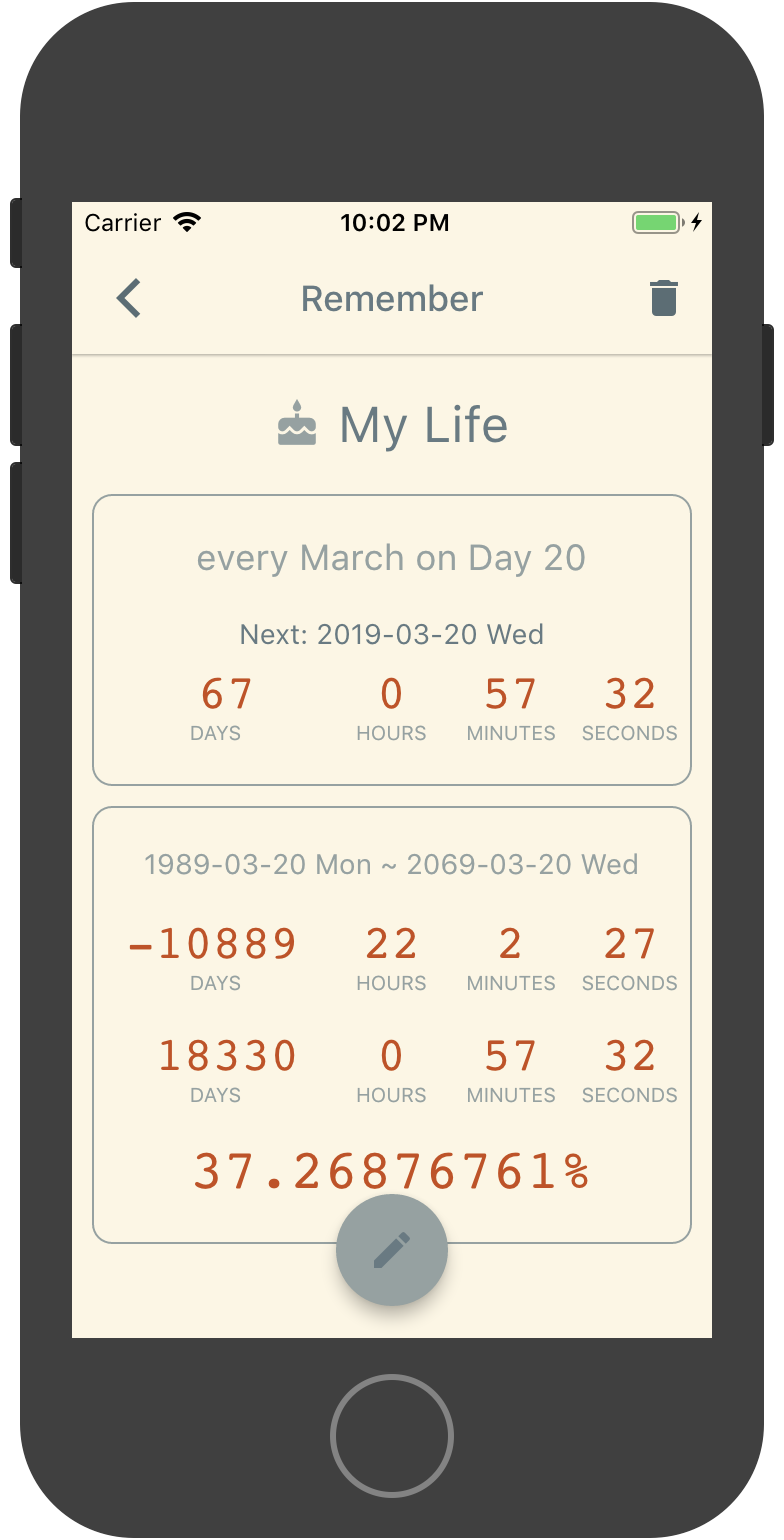 Carrier 10:02 PM
Remember
My Life
every March on Day 20
Next: 2019-03-20 Wed
67 0 57 32
DAYS HOURS MINUTES SECONDS
1989-03-20 Mon ~ 2069-03-20 Wed
-10889 22 2 27
DAYS HOURS MINUTES SECONDS
18330 0 57 32
DAYS HOURS MINUTES SECONDS
37.26876761%